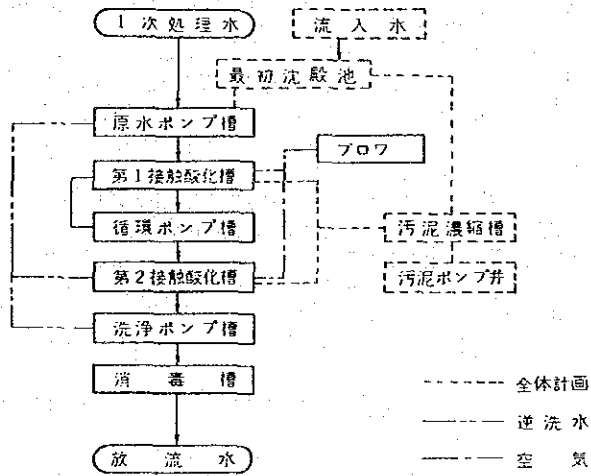 1次処理水
流入水
最初沈殿池
原水ポンプ槽
ブロワ
第1接触酸化槽
循環ポンプ槽
汚泥濃縮槽
第2接触酸化槽
汚泥ポンプ井
洗浄ポンプ槽
消毒槽
全体計画
逆洗水
放流水
空気